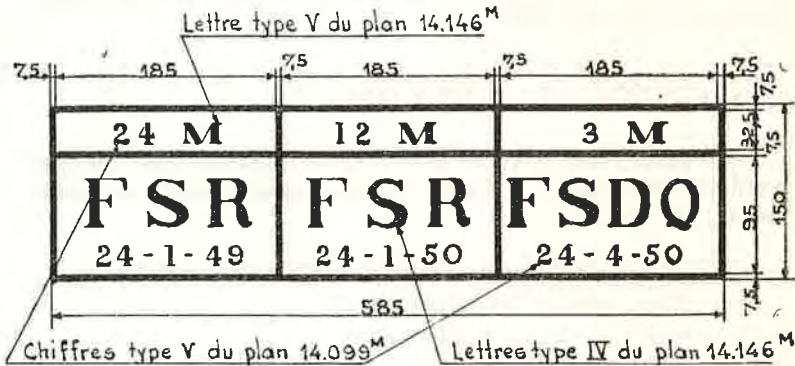 Lettre type V du plan 14.146ᴹ
7,5 185 7,5 185 7,5 185 7,5
7,5
24 M 12 M 3 M
32,5
7,5
FSR FSR FSDQ
95
150
24-1-49 24-1-50 24-4-50
7,5
585
Chiffres type V du plan 14.099ᴹ Lettres type IV du plan 14.146ᴹ